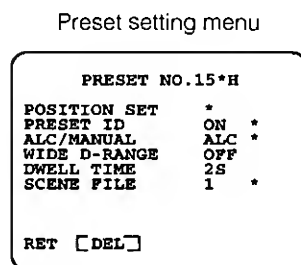 Preset setting menu
PRESET NO.15*H
POSITION SET *
PRESET ID ON *
ALC/MANUAL ALC *
WIDE D-RANGE OFF
DWELL TIME 2S
SCENE FILE 1 *
RET [DEL]